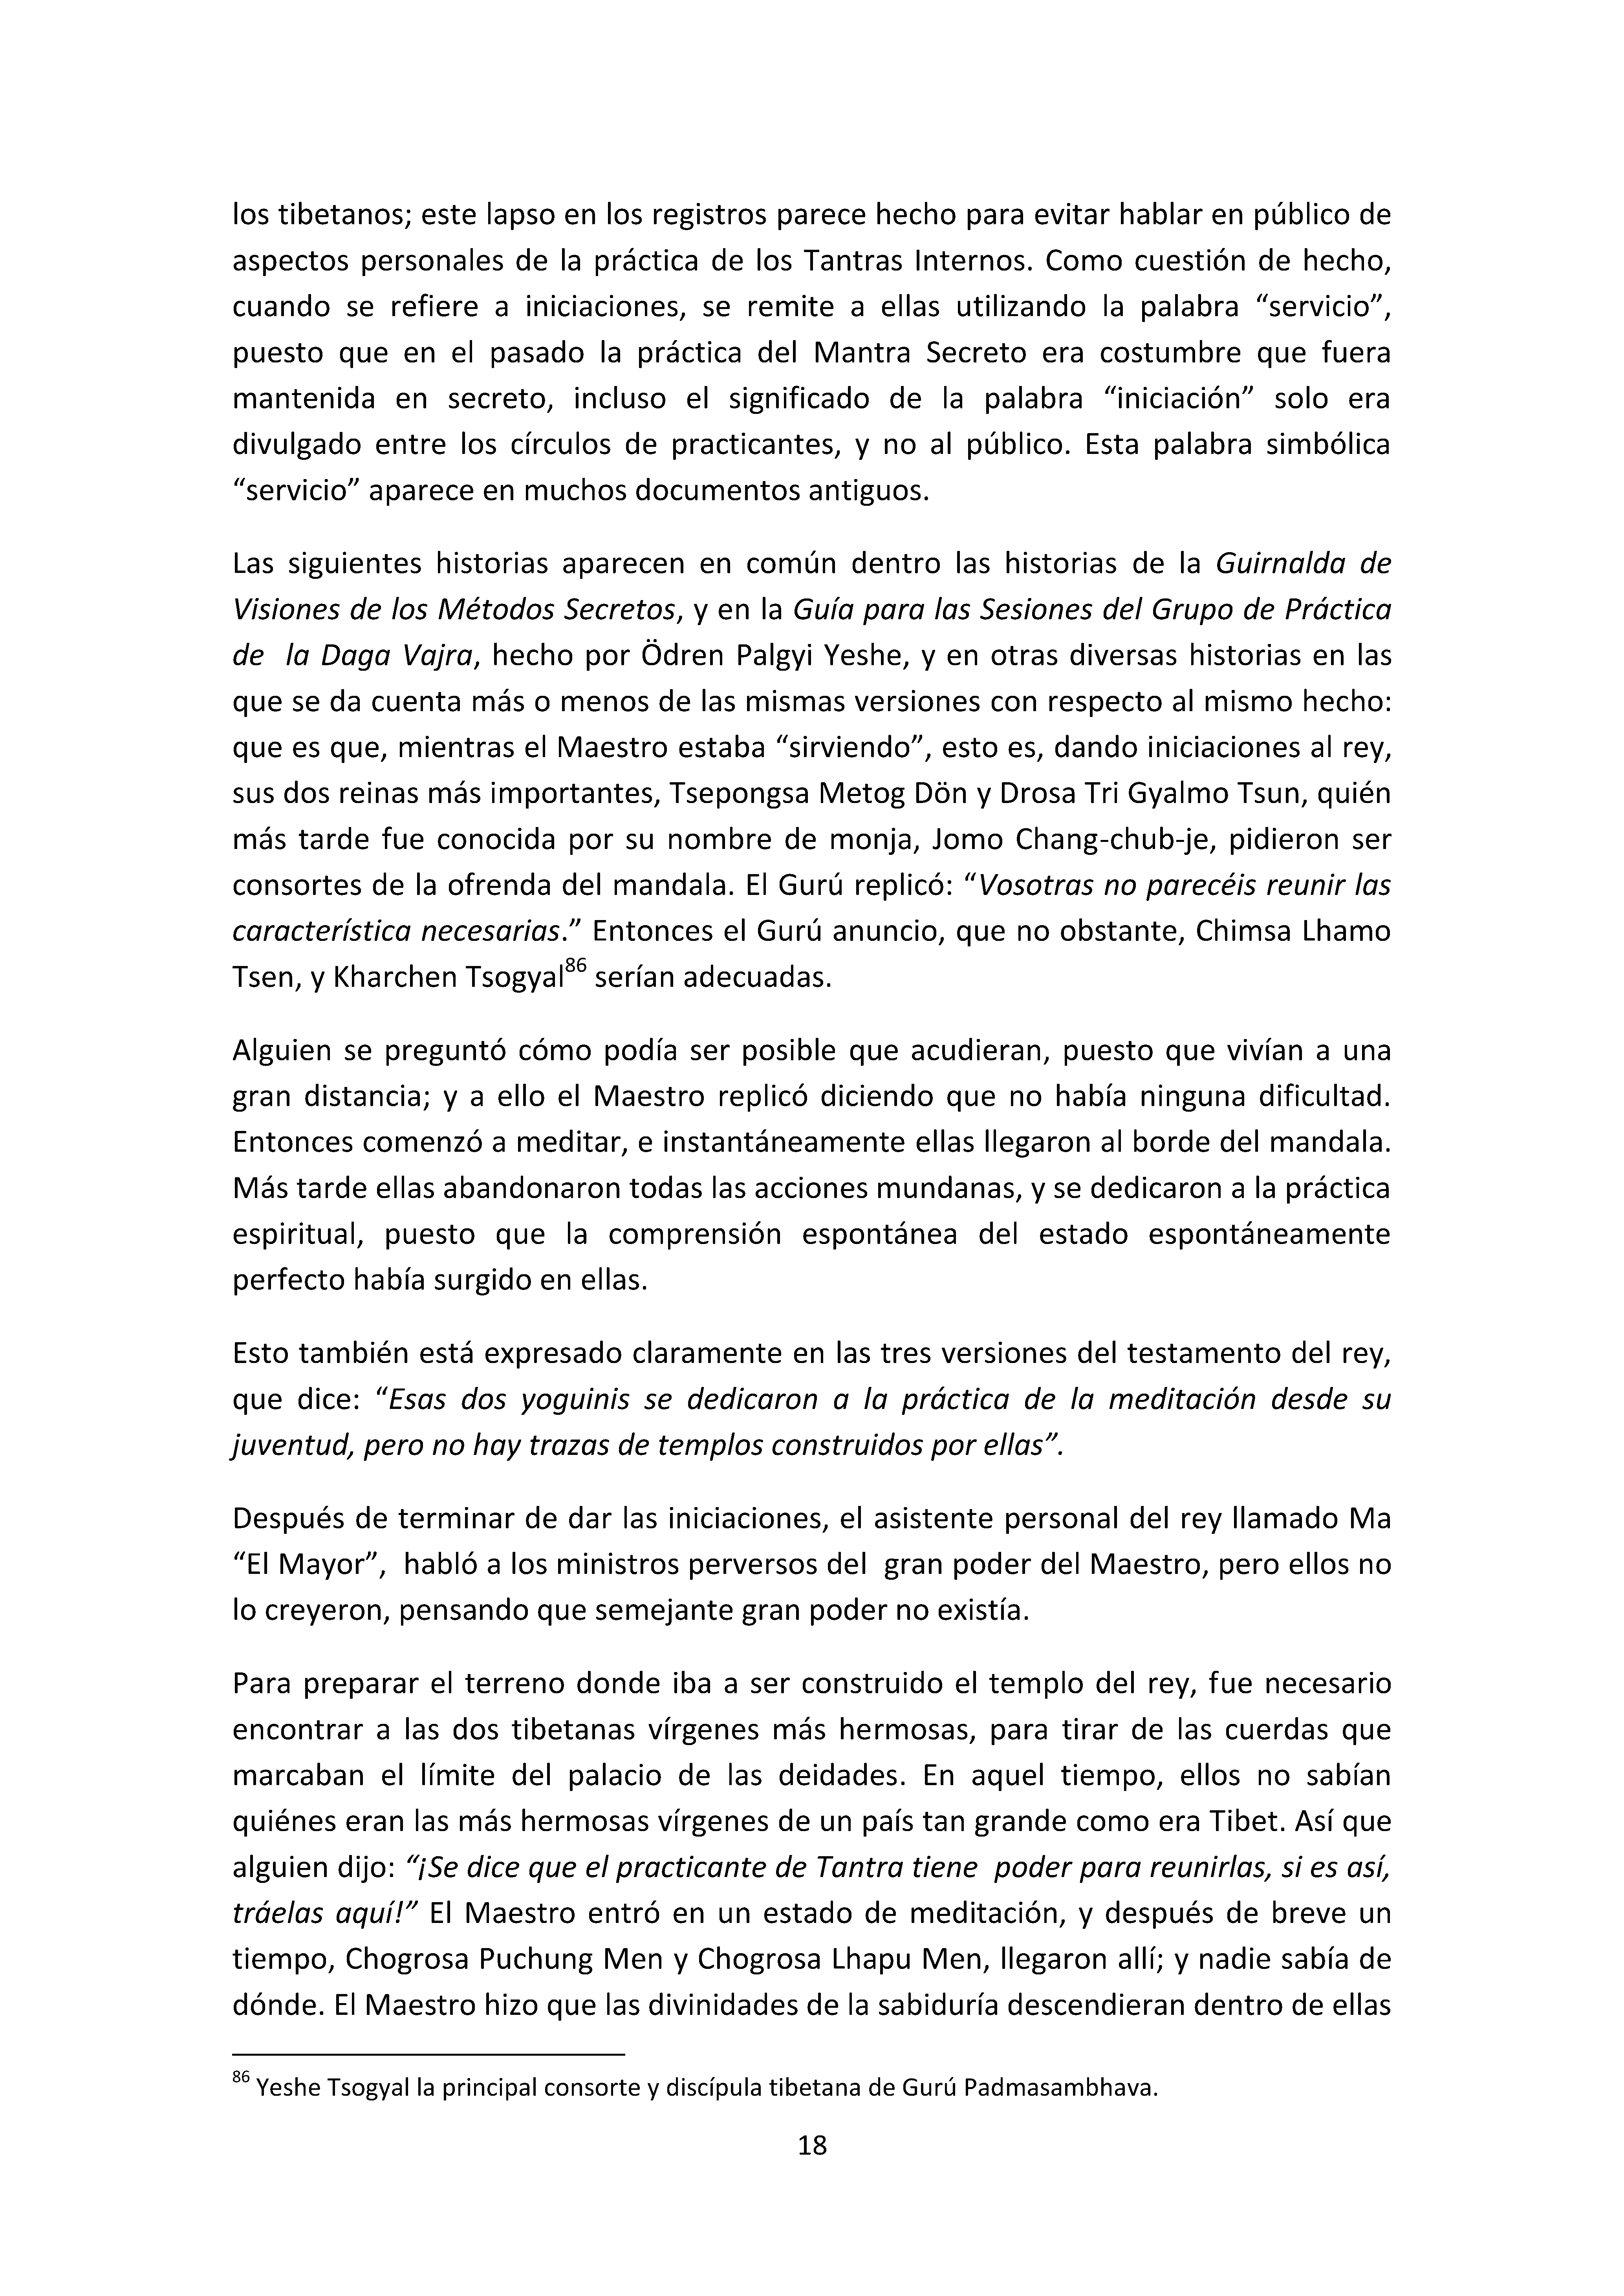 los tibetanos; este lapso en los registros parece hecho para evitar hablar en público de
aspectos personales de la práctica de los Tantras Internos. Como cuestión de hecho,
cuando se refiere a iniciaciones, se remite a ellas utilizando la palabra “servicio”,
puesto que en el pasado la práctica del Mantra Secreto era costumbre que fuera
mantenida en secreto, incluso el significado de la palabra “iniciación” solo era
divulgado entre los círculos de practicantes, y no al público. Esta palabra simbólica
“servicio” aparece en muchos documentos antiguos.
Las siguientes historias aparecen en común dentro las historias de la Guirnalda de
Visiones de los Métodos Secretos, y en la Guía para las Sesiones del Grupo de Práctica
de la Daga Vajra, hecho por Ödren Palgyi Yeshe, y en otras diversas historias en las
que se da cuenta más o menos de las mismas versiones con respecto al mismo hecho:
que es que, mientras el Maestro estaba “sirviendo”, esto es, dando iniciaciones al rey,
sus dos reinas más importantes, Tsepongsa Metog Dön y Drosa Tri Gyalmo Tsun, quién
más tarde fue conocida por su nombre de monja, Jomo Chang-chub-je, pidieron ser
consortes de la ofrenda del mandala. El Gurú replicó: “Vosotras no parecéis reunir las
característica necesarias.” Entonces el Gurú anuncio, que no obstante, Chimsa Lhamo
Tsen, y Kharchen Tsogyal86 serían adecuadas.
Alguien se preguntó cómo podía ser posible que acudieran, puesto que vivían a una
gran distancia; y a ello el Maestro replicó diciendo que no había ninguna dificultad.
Entonces comenzó a meditar, e instantáneamente ellas llegaron al borde del mandala.
Más tarde ellas abandonaron todas las acciones mundanas, y se dedicaron a la práctica
espiritual, puesto que la comprensión espontánea del estado espontáneamente
perfecto había surgido en ellas.
Esto también está expresado claramente en las tres versiones del testamento del rey,
que dice: “Esas dos yoguinis se dedicaron a la práctica de la meditación desde su
juventud, pero no hay trazas de templos construidos por ellas”.
Después de terminar de dar las iniciaciones, el asistente personal del rey llamado Ma
“El Mayor”, habló a los ministros perversos del gran poder del Maestro, pero ellos no
lo creyeron, pensando que semejante gran poder no existía.
Para preparar el terreno donde iba a ser construido el templo del rey, fue necesario
encontrar a las dos tibetanas vírgenes más hermosas, para tirar de las cuerdas que
marcaban el límite del palacio de las deidades. En aquel tiempo, ellos no sabían
quiénes eran las más hermosas vírgenes de un país tan grande como era Tibet. Así que
alguien dijo: “¡Se dice que el practicante de Tantra tiene poder para reunirlas, si es así,
tráelas aquí!” El Maestro entró en un estado de meditación, y después de breve un
tiempo, Chogrosa Puchung Men y Chogrosa Lhapu Men, llegaron allí; y nadie sabía de
dónde. El Maestro hizo que las divinidades de la sabiduría descendieran dentro de ellas
86 Yeshe Tsogyal la principal consorte y discípula tibetana de Gurú Padmasambhava.
18